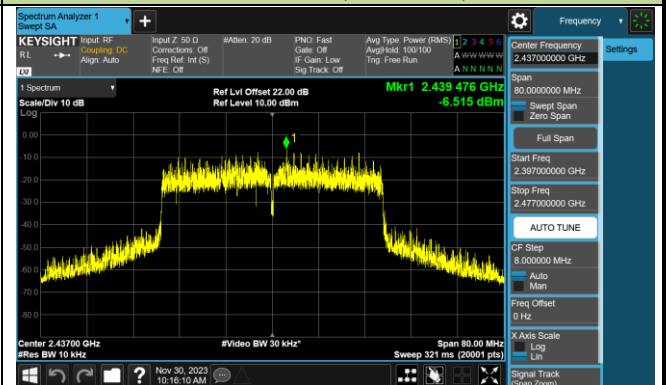 Spectrum Analyzer 1
Swept SA
+
Frequency
KEYSIGHT
RL
LXI
Input: RF
Coupling: DC
Align: Auto
Input Z: 50 Ω
Corrections: Off
Freq Ref: Int (S)
NFE: Off
#Atten: 20 dB
PNO: Fast
Gate: Off
IF Gain: Low
Sig Track: Off
Avg Type: Power (RMS)
Avg|Hold: 100/100
Trig: Free Run
1 2 3 4 5 6
A W W W W W
A N N N N N
Center Frequency
2.437000000 GHz
Settings
Span
80.0000000 MHz
Swept Span
Zero Span
Full Span
Start Freq
2.397000000 GHz
Stop Freq
2.477000000 GHz
AUTO TUNE
CF Step
8.000000 MHz
Auto
Man
Freq Offset
0 Hz
X Axis Scale
Log
Lin
Signal Track
(Span Zoom)
1 Spectrum
Scale/Div 10 dB
Log
Ref Lvl Offset 22.00 dB
Ref Level 10.00 dBm
Mkr1 2.439 476 GHz
-6.515 dBm
1
0.00
-10.0
-20.0
-30.0
-40.0
-50.0
-60.0
-70.0
-80.0
Center 2.43700 GHz
#Res BW 10 kHz
#Video BW 30 kHz*
Span 80.00 MHz
Sweep 321 ms (20001 pts)
?
Nov 30, 2023
10:16:10 AM